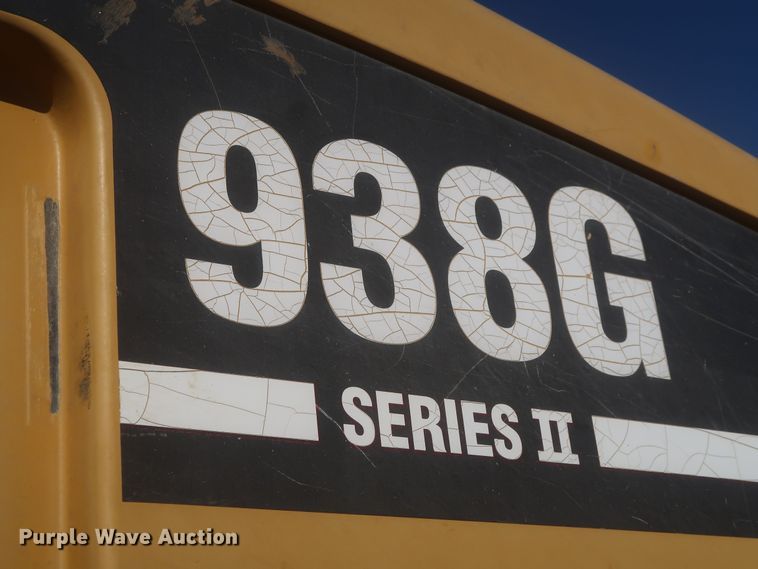 938G
SERIES II
Purple Wave Auction